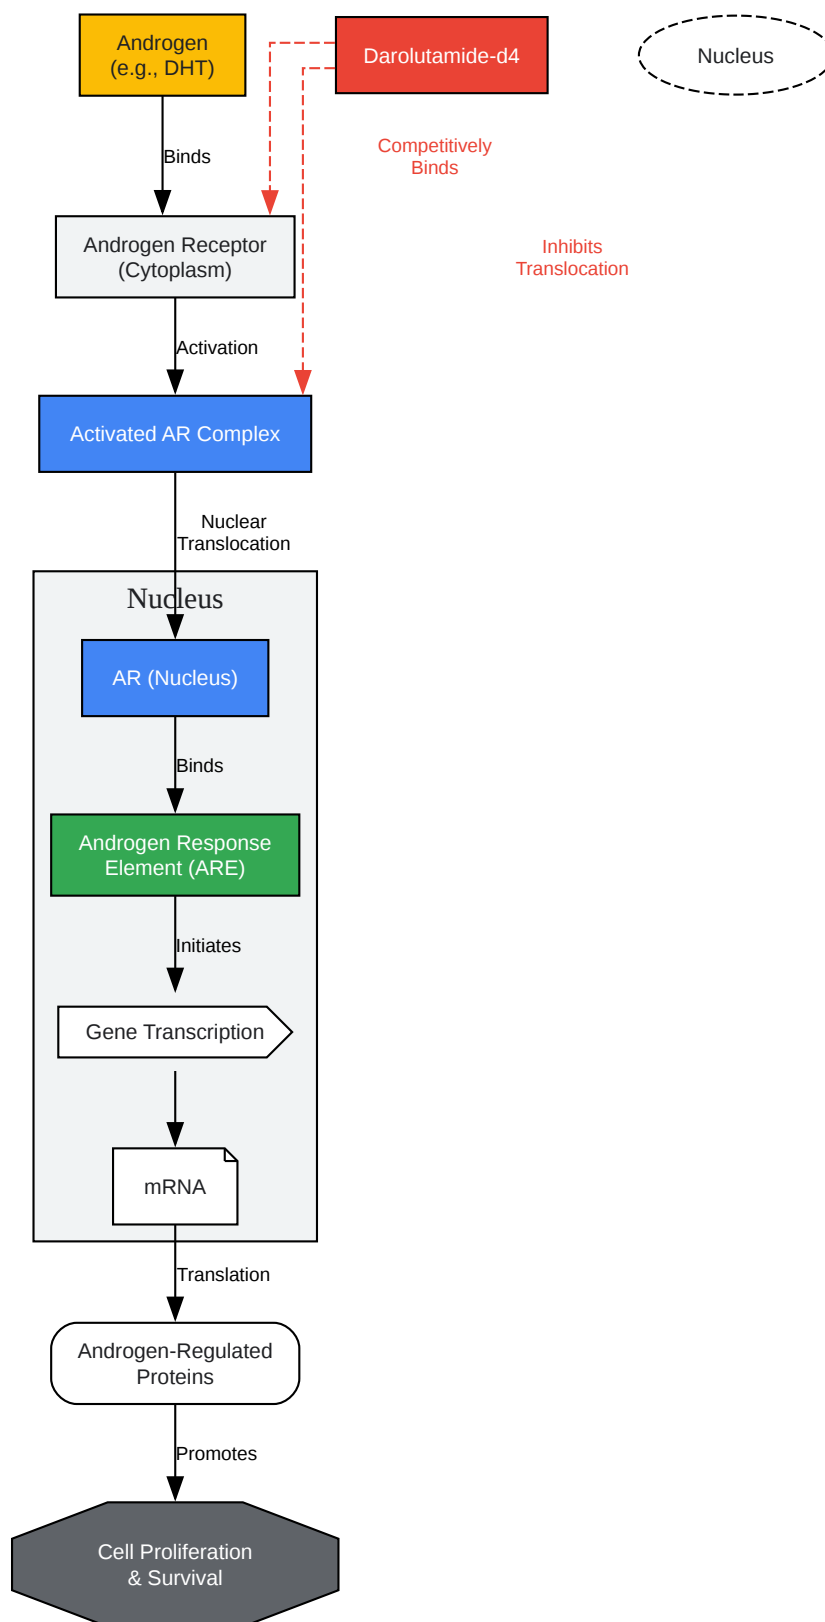 Androgen
(e.g., DHT)
Darolutamide-d4
Nucleus
Binds
Competitively
Binds
Androgen Receptor
(Cytoplasm)
Inhibits
Translocation
Activation
Activated AR Complex
Nuclear
Translocation
Nucleus
AR (Nucleus)
Binds
Androgen Response
Element (ARE)
Initiates
Gene Transcription
mRNA
Translation
Androgen-Regulated
Proteins
Promotes
Cell Proliferation
& Survival